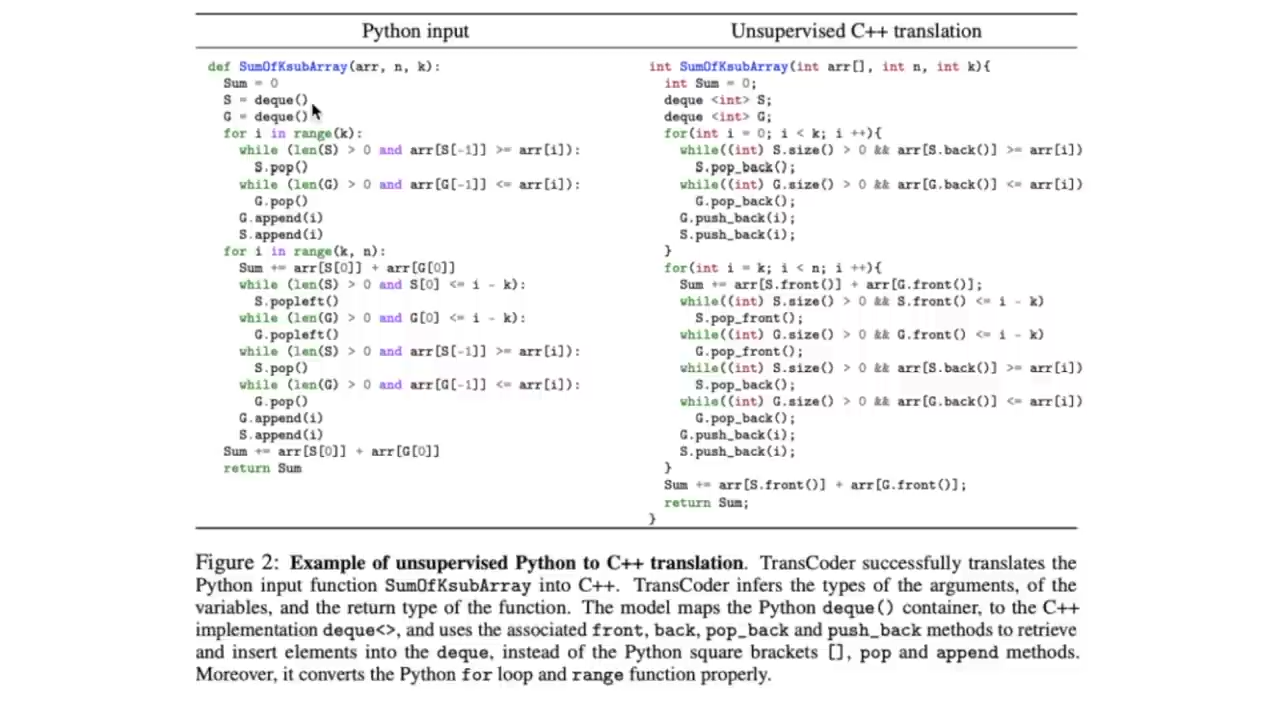 Python input
def SumOfKsubArray(arr, n, k):
  Sum = 0
  S = deque()
  G = deque()
  for i in range(k):
    while (len(S) > 0 and arr[S[-1]] >= arr[i]):
      S.pop()
    while (len(G) > 0 and arr[G[-1]] <= arr[i]):
      G.pop()
    G.append(i)
    S.append(i)
  for i in range(k, n):
    Sum += arr[S[0]] + arr[G[0]]
    while (len(S) > 0 and S[0] <= i - k):
      S.popleft()
    while (len(G) > 0 and G[0] <= i - k):
      G.popleft()
    while (len(S) > 0 and arr[S[-1]] >= arr[i]):
      S.pop()
    while (len(G) > 0 and arr[G[-1]] <= arr[i]):
      G.pop()
    G.append(i)
    S.append(i)
  Sum += arr[S[0]] + arr[G[0]]
  return Sum
Unsupervised C++ translation
int SumOfKsubArray(int arr[], int n, int k){
  int Sum = 0;
  deque <int> S;
  deque <int> G;
  for(int i = 0; i < k; i ++){
    while((int) S.size() > 0 && arr[S.back()] >= arr[i])
      S.pop_back();
    while((int) G.size() > 0 && arr[G.back()] <= arr[i])
      G.pop_back();
    G.push_back(i);
    S.push_back(i);
  }
  for(int i = k; i < n; i ++){
    Sum += arr[S.front()] + arr[G.front()];
    while((int) S.size() > 0 && S.front() <= i - k)
      S.pop_front();
    while((int) G.size() > 0 && G.front() <= i - k)
      G.pop_front();
    while((int) S.size() > 0 && arr[S.back()] >= arr[i])
      S.pop_back();
    while((int) G.size() > 0 && arr[G.back()] <= arr[i])
      G.pop_back();
    G.push_back(i);
    S.push_back(i);
  }
  Sum += arr[S.front()] + arr[G.front()];
  return Sum;
}
Figure 2: Example of unsupervised Python to C++ translation. TransCoder successfully translates the
Python input function SumOfKsubArray into C++. TransCoder infers the types of the arguments, of the
variables, and the return type of the function. The model maps the Python deque() container, to the C++
implementation deque<>, and uses the associated front, back, pop_back and push_back methods to retrieve
and insert elements into the deque, instead of the Python square brackets [], pop and append methods.
Moreover, it converts the Python for loop and range function properly.